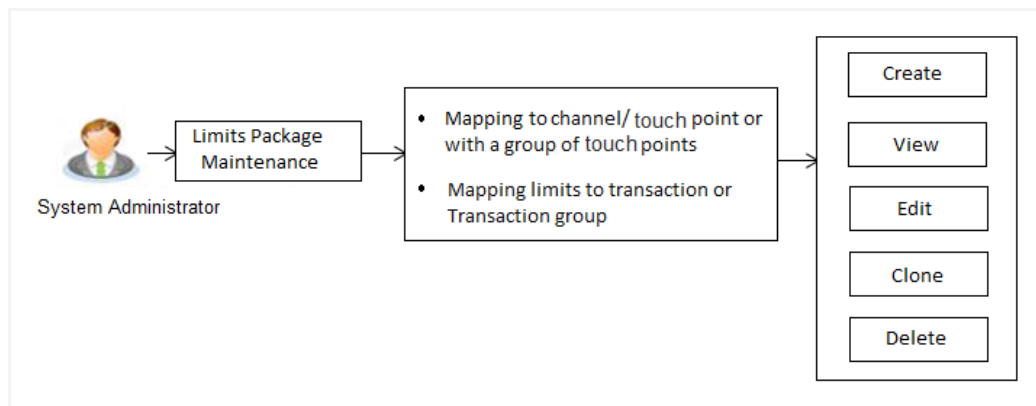 System Administrator
Limits Package
Maintenance
• Mapping to channel/ touch point or
with a group of touch points
• Mapping limits to transaction or
Transaction group
Create
View
Edit
Clone
Delete